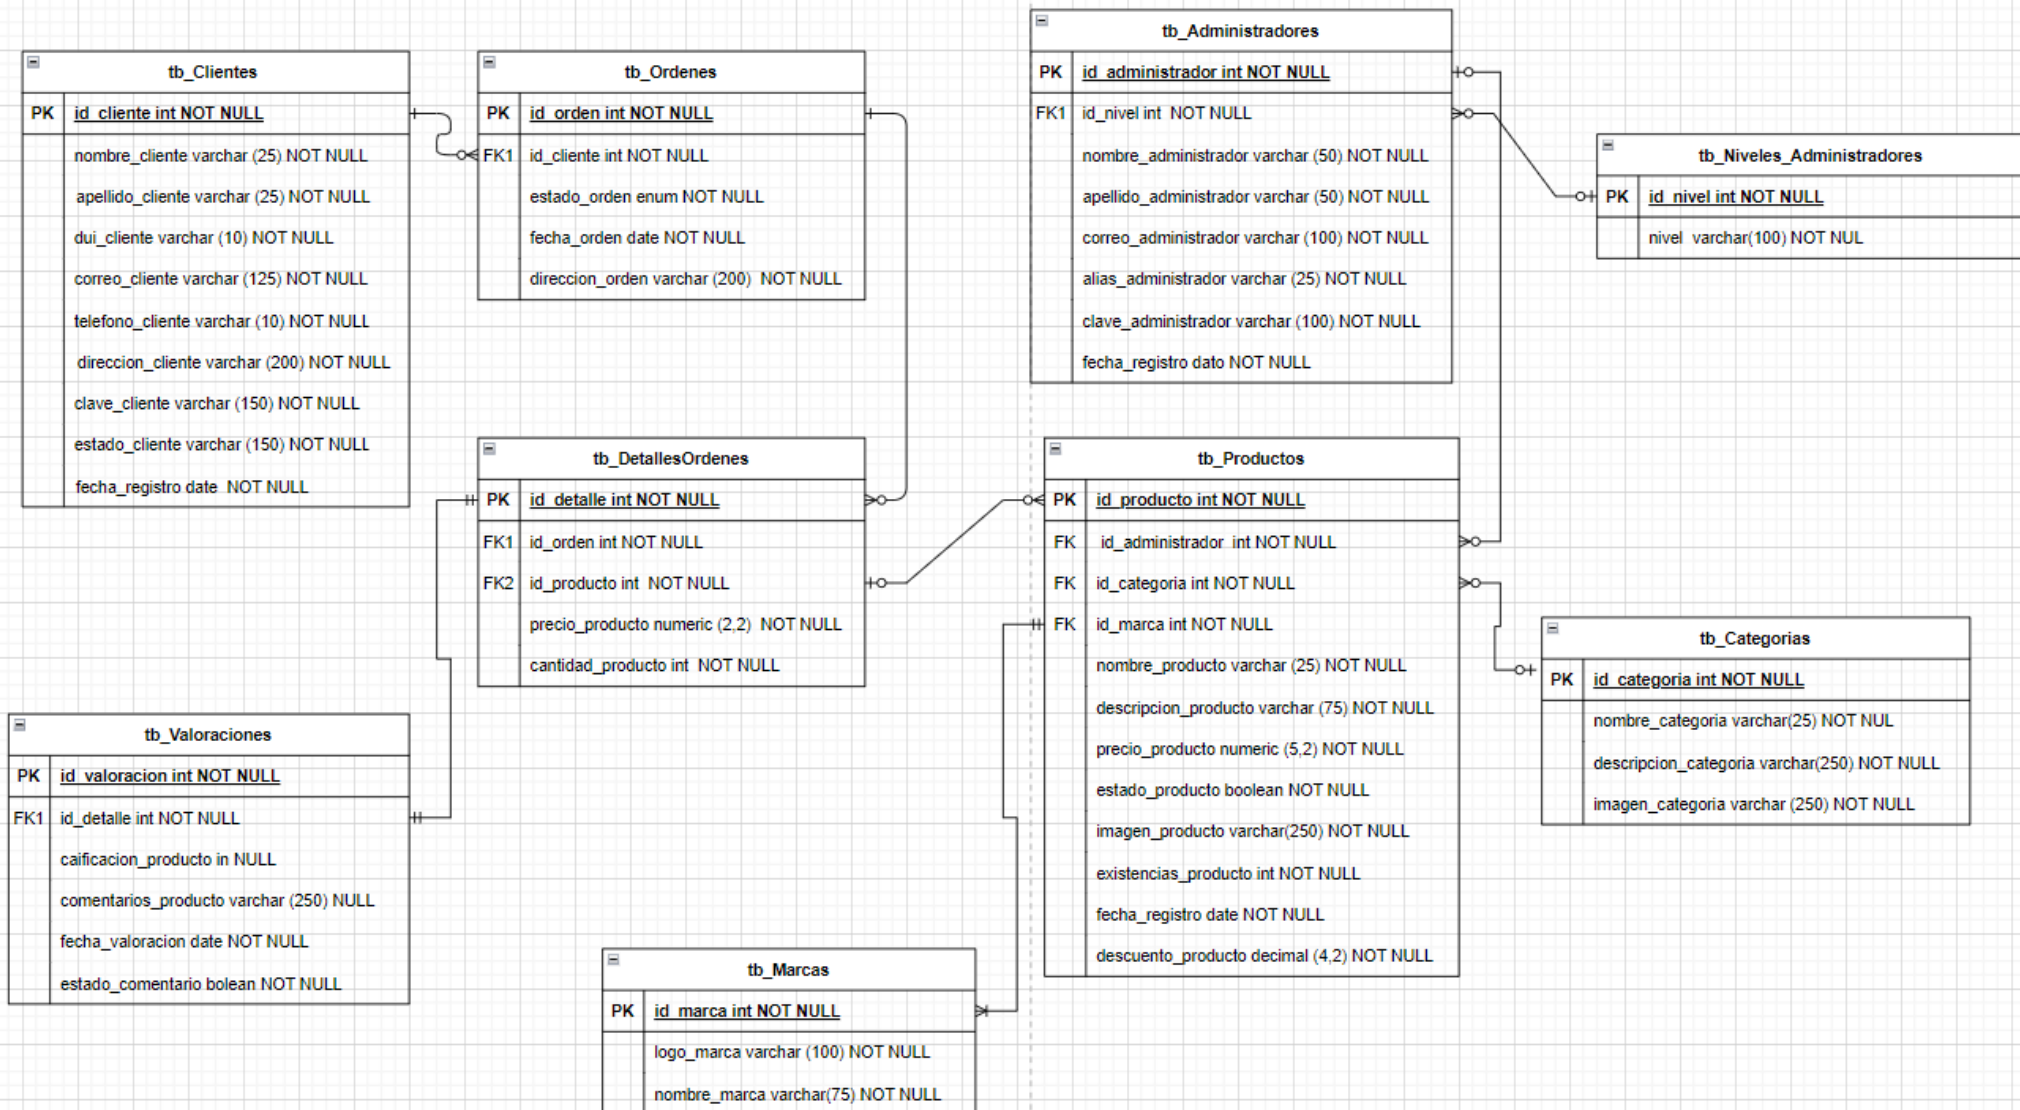 tb_Clientes
PK id_cliente int NOT NULL
nombre_cliente varchar (25) NOT NULL
apellido_cliente varchar (25) NOT NULL
dui_cliente varchar (10) NOT NULL
correo_cliente varchar (125) NOT NULL
telefono_cliente varchar (10) NOT NULL
direccion_cliente varchar (200) NOT NULL
clave_cliente varchar (150) NOT NULL
estado_cliente varchar (150) NOT NULL
fecha_registro date NOT NULL
tb_Ordenes
PK id_orden int NOT NULL
FK1 id_cliente int NOT NULL
estado_orden enum NOT NULL
fecha_orden date NOT NULL
direccion_orden varchar (200) NOT NULL
tb_Administradores
PK id_administrador int NOT NULL
FK1 id_nivel int NOT NULL
nombre_administrador varchar (50) NOT NULL
apellido_administrador varchar (50) NOT NULL
correo_administrador varchar (100) NOT NULL
alias_administrador varchar (25) NOT NULL
clave_administrador varchar (100) NOT NULL
fecha_registro dato NOT NULL
tb_Niveles_Administradores
PK id_nivel int NOT NULL
nivel varchar(100) NOT NUL
tb_DetallesOrdenes
PK id_detalle int NOT NULL
FK1 id_orden int NOT NULL
FK2 id_producto int NOT NULL
precio_producto numeric (2,2) NOT NULL
cantidad_producto int NOT NULL
tb_Productos
PK id_producto int NOT NULL
FK id_administrador int NOT NULL
FK id_categoria int NOT NULL
FK id_marca int NOT NULL
nombre_producto varchar (25) NOT NULL
descripcion_producto varchar (75) NOT NULL
precio_producto numeric (5,2) NOT NULL
estado_producto boolean NOT NULL
imagen_producto varchar(250) NOT NULL
existencias_producto int NOT NULL
fecha_registro date NOT NULL
descuento_producto decimal (4,2) NOT NULL
tb_Categorias
PK id_categoria int NOT NULL
nombre_categoria varchar(25) NOT NUL
descripcion_categoria varchar(250) NOT NULL
imagen_categoria varchar (250) NOT NULL
tb_Valoraciones
PK id_valoracion int NOT NULL
FK1 id_detalle int NOT NULL
caificacion_producto in NULL
comentarios_producto varchar (250) NULL
fecha_valoracion date NOT NULL
estado_comentario bolean NOT NULL
tb_Marcas
PK id_marca int NOT NULL
logo_marca varchar (100) NOT NULL
nombre_marca varchar(75) NOT NULL